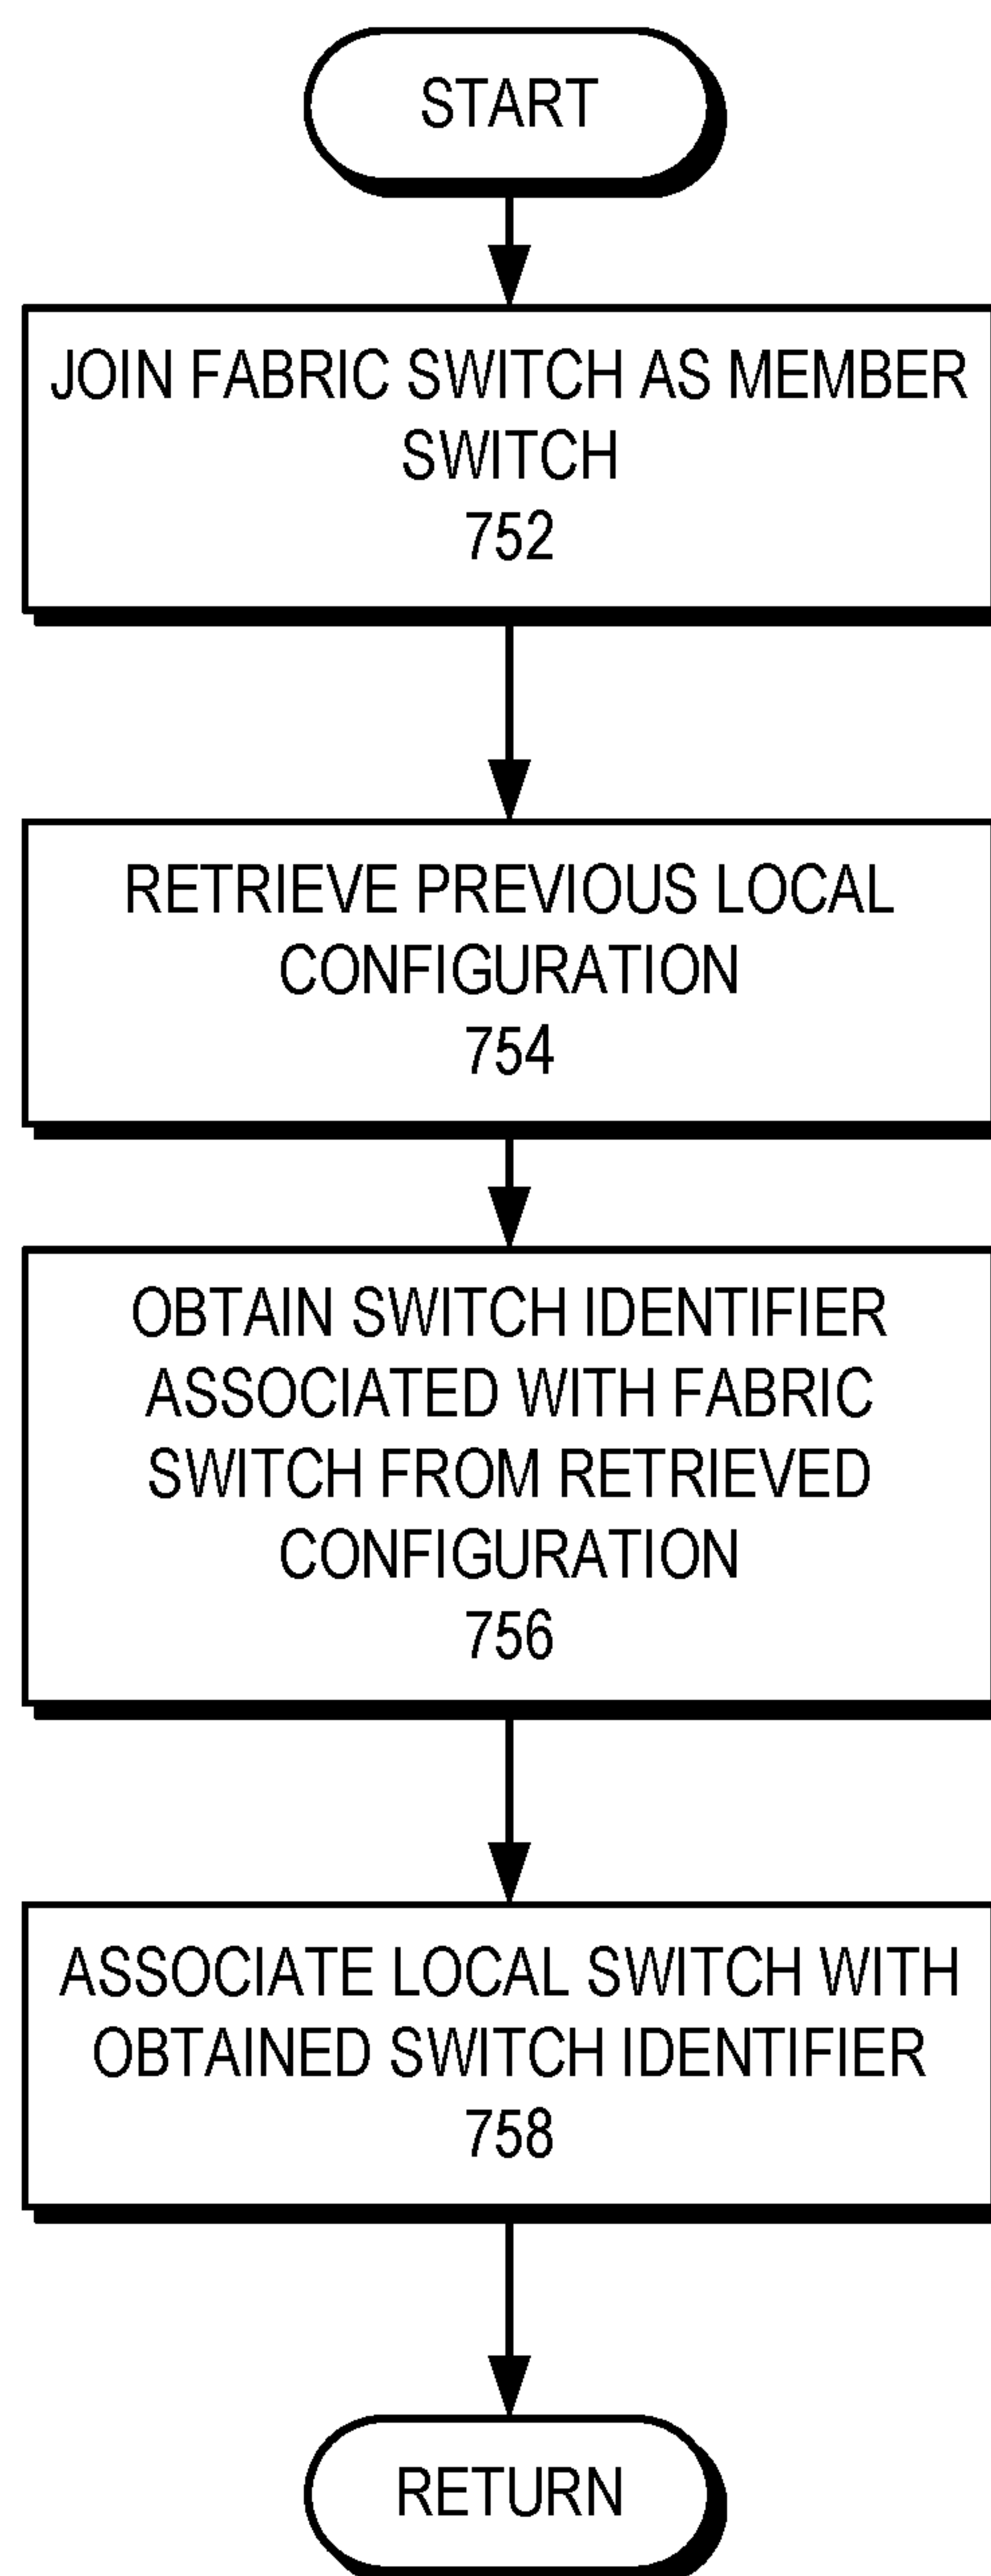 START
JOIN FABRIC SWITCH AS MEMBER
SWITCH
752
RETRIEVE PREVIOUS LOCAL
CONFIGURATION
754
OBTAIN SWITCH IDENTIFIER
ASSOCIATED WITH FABRIC
SWITCH FROM RETRIEVED
CONFIGURATION
756
ASSOCIATE LOCAL SWITCH WITH
OBTAINED SWITCH IDENTIFIER
758
RETURN